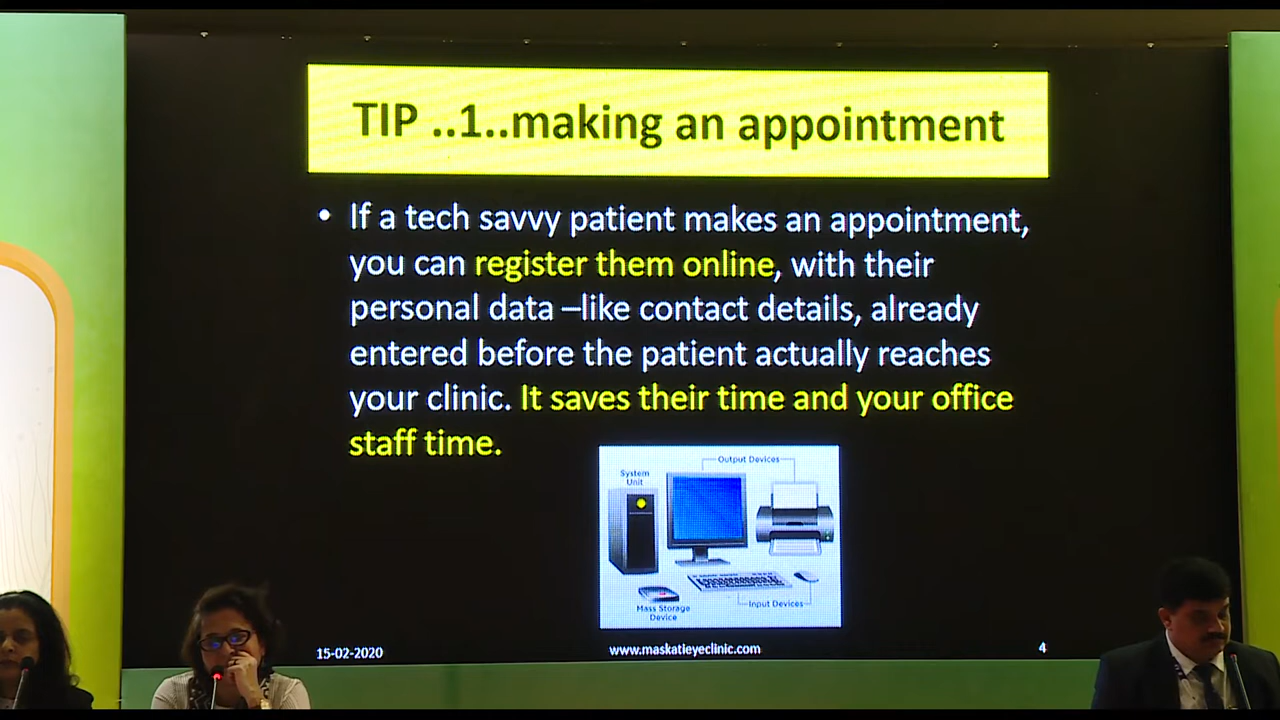 TIP ..1..making an appointment
• If a tech savvy patient makes an appointment,
you can register them online, with their
personal data –like contact details, already
entered before the patient actually reaches
your clinic. It saves their time and your office
staff time.
Output Devices
System
Unit
Mass Storage
Device
Input Devices
15-02-2020
www.maskatieyeclinic.com
4